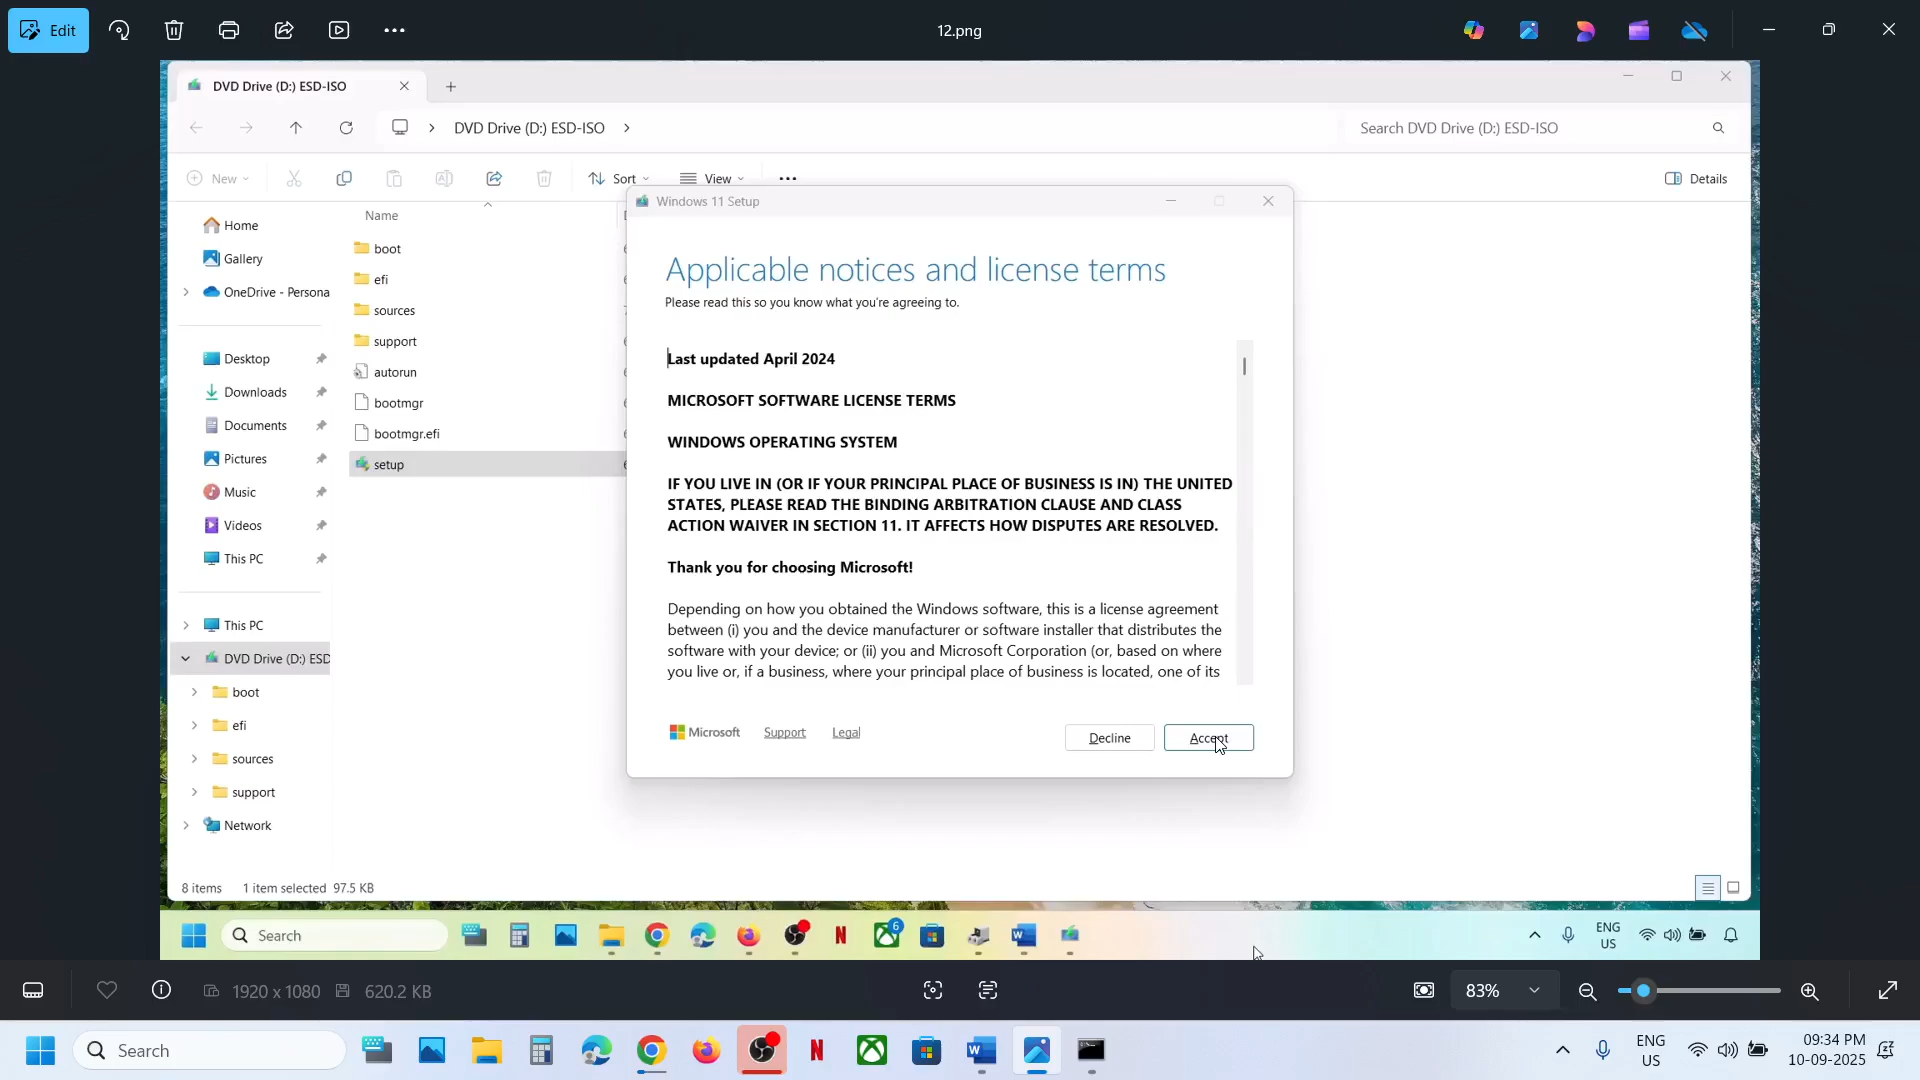 Edit
12.png
DVD Drive (D:) ESD-ISO
DVD Drive (D:) ESD-ISO
Search DVD Drive (D:) ESD-ISO
New
Sort
View
Details
Home
Gallery
OneDrive - Persona
Desktop
Downloads
Documents
Pictures
Music
Videos
This PC
This PC
DVD Drive (D:) ESD
boot
efi
sources
support
Network
Name
boot
efi
sources
support
autorun
bootmgr
bootmgr.efi
setup
Windows 11 Setup
Applicable notices and license terms
Please read this so you know what you're agreeing to.
Last updated April 2024
MICROSOFT SOFTWARE LICENSE TERMS
WINDOWS OPERATING SYSTEM
IF YOU LIVE IN (OR IF YOUR PRINCIPAL PLACE OF BUSINESS IS IN) THE UNITED
STATES, PLEASE READ THE BINDING ARBITRATION CLAUSE AND CLASS
ACTION WAIVER IN SECTION 11. IT AFFECTS HOW DISPUTES ARE RESOLVED.
Thank you for choosing Microsoft!
Depending on how you obtained the Windows software, this is a license agreement
between (i) you and the device manufacturer or software installer that distributes the
software with your device; or (ii) you and Microsoft Corporation (or, based on where
you live or, if a business, where your principal place of business is located, one of its
Microsoft Support Legal
Decline Accept
8 items 1 item selected 97.5 KB
Search
6
ENG
US
1920 x 1080 620.2 KB
83%
Search
ENG
US
09:34 PM
10-09-2025